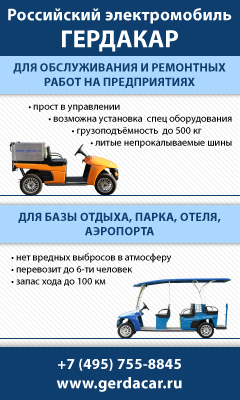 Российский электромобиль
ГЕРДАКАР
ДЛЯ ОБСЛУЖИВАНИЯ И РЕМОНТНЫХ
РАБОТ НА ПРЕДПРИЯТИЯХ
• прост в управлении
• возможна установка спец оборудования
• грузоподъёмность до 500 кг
• литые непрокалываемые шины
ДЛЯ БАЗЫ ОТДЫХА, ПАРКА, ОТЕЛЯ,
АЭРОПОРТА
• нет вредных выбросов в атмосферу
• перевозит до 6-ти человек
• запас хода до 100 км
+7 (495) 755-8845
www.gerdacar.ru